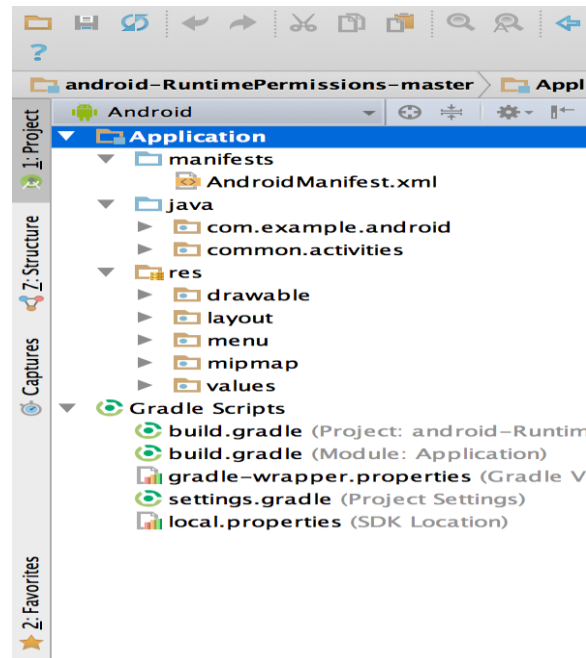 ?
android-RuntimePermissions-master Appl
Android
Application
manifests
AndroidManifest.xml
java
com.example.android
common.activities
res
drawable
layout
menu
mipmap
values
Gradle Scripts
build.gradle (Project: android-Runtim
build.gradle (Module: Application)
gradle-wrapper.properties (Gradle V
settings.gradle (Project Settings)
local.properties (SDK Location)
1: Project
7: Structure
Captures
2: Favorites